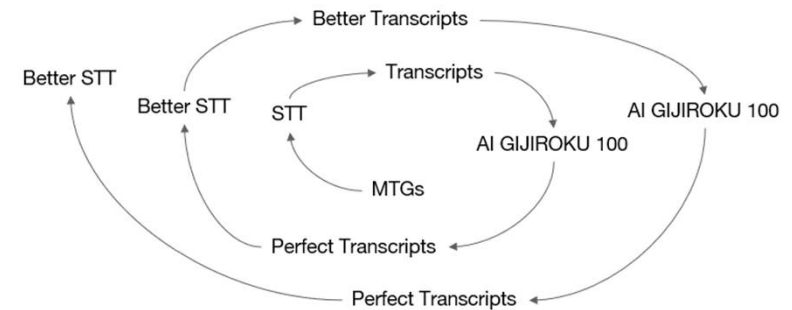 Better Transcripts
Better STT
Transcripts
Better STT
STT
AI GIJIROKU 100
AI GIJIROKU 100
MTGs
Perfect Transcripts
Perfect Transcripts